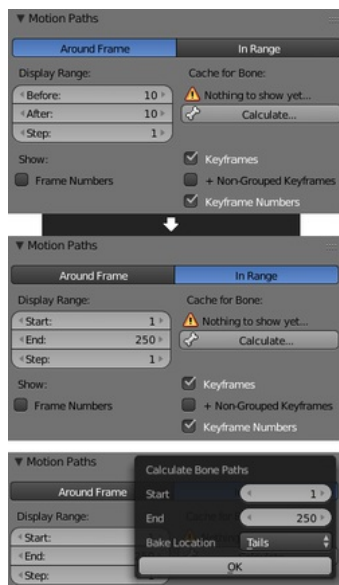 Motion Paths
Around Frame In Range
Display Range: Cache for Bone:
Before: 10 Nothing to show yet...
After: 10 Calculate...
Step: 1
Show: Keyframes
Frame Numbers + Non-Grouped Keyframes
Keyframe Numbers
Motion Paths
Around Frame In Range
Display Range: Cache for Bone:
Start: 1 Nothing to show yet...
End: 250 Calculate...
Step: 1
Show: Keyframes
Frame Numbers + Non-Grouped Keyframes
Keyframe Numbers
Motion Paths
Calculate Bone Paths
Around Frame Start 1
Display Range: End 250
Start: Bake Location Tails
End: OK
Step: